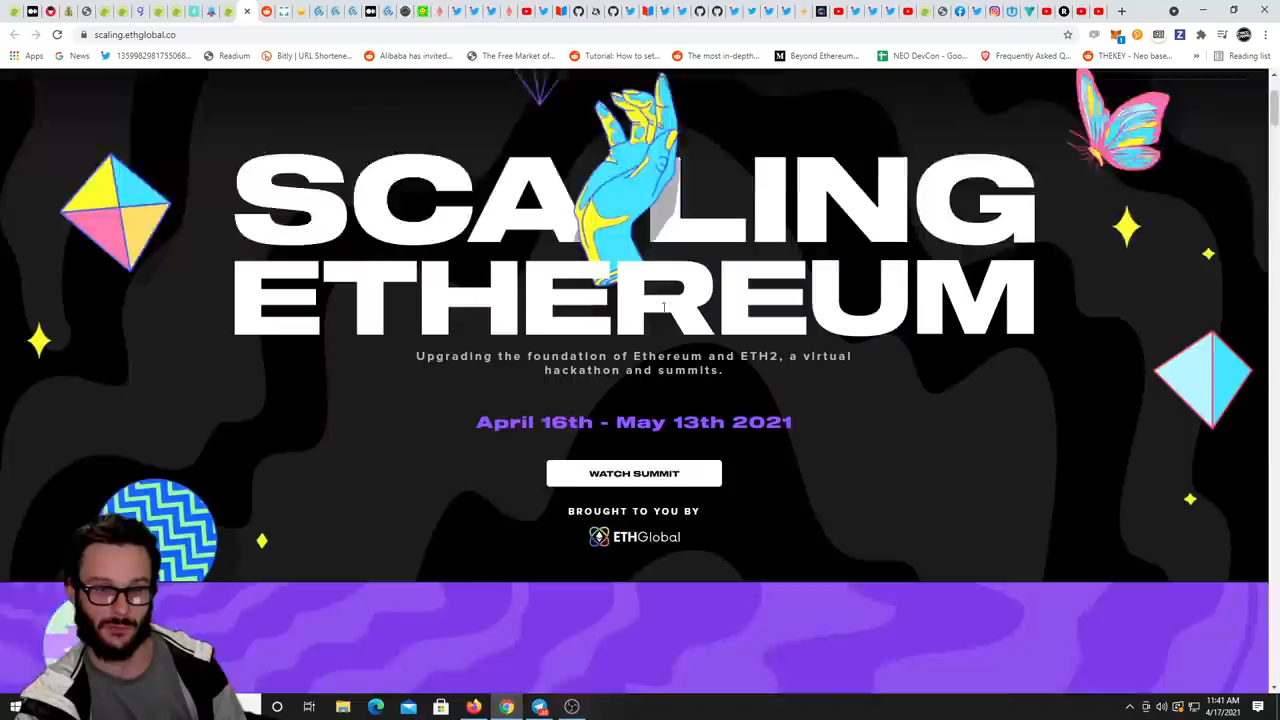 scaling.ethglobal.co
Apps
News
1359982981755068...
Readium
Bitly | URL Shortene...
Alibaba has invited...
The Free Market of...
Tutorial: How to set...
The most in-depth...
Beyond Ethereum...
NEO DevCon - Goo...
Frequently Asked Q...
THEKEY - Neo base...
»
Reading list
SCALING
ETHEREUM
Upgrading the foundation of Ethereum and ETH2, a virtual
hackathon and summits.
April 16th - May 13th 2021
WATCH SUMMIT
BROUGHT TO YOU BY
ETHGlobal
11:41 AM
4/17/2021